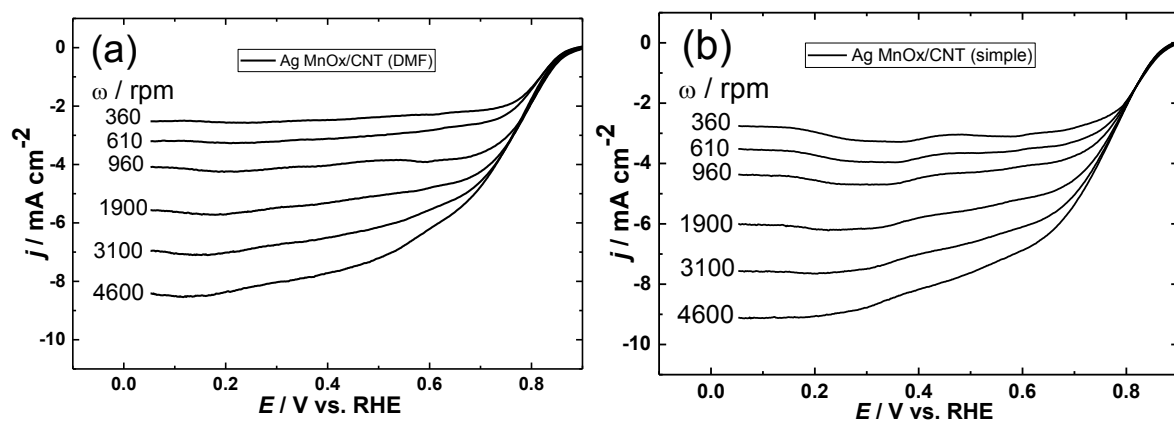 (a)
Ag MnOx/CNT (DMF)
ω / rpm
360
610
960
1900
3100
4600
0
-2
-4
-6
-8
-10
j / mA cm-2
0.0 0.2 0.4 0.6 0.8
E / V vs. RHE
(b)
Ag MnOx/CNT (simple)
ω / rpm
360
610
960
1900
3100
4600
0
-2
-4
-6
-8
-10
j / mA cm-2
0.0 0.2 0.4 0.6 0.8
E / V vs. RHE